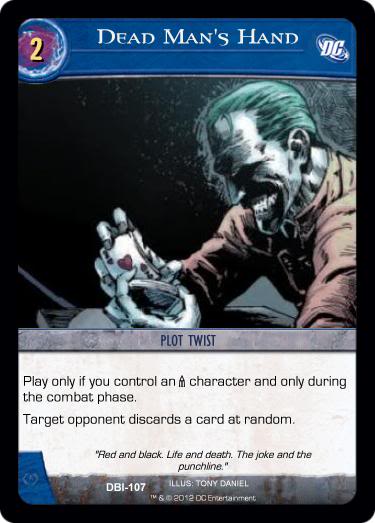 2
DEAD MAN'S HAND
DC
PLOT TWIST
Play only if you control an character and only during
the combat phase.
Target opponent discards a card at random.
"Red and black. Life and death. The joke and the
punchline."
DBI-107
ILLUS: TONY DANIEL
™ & © 2012 DC Entertainment